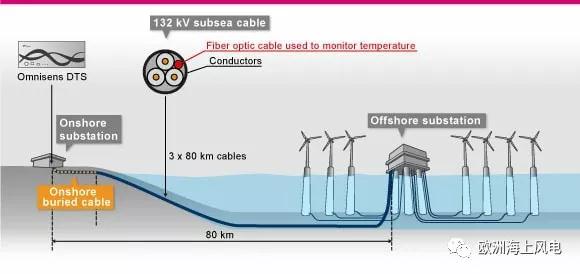 132 kV subsea cable
Fiber optic cable used to monitor temperature
Conductors
Omnisens DTS
Onshore
substation
Offshore substation
3 x 80 km cables
Onshore
buried cable
80 km
欧洲海上风电